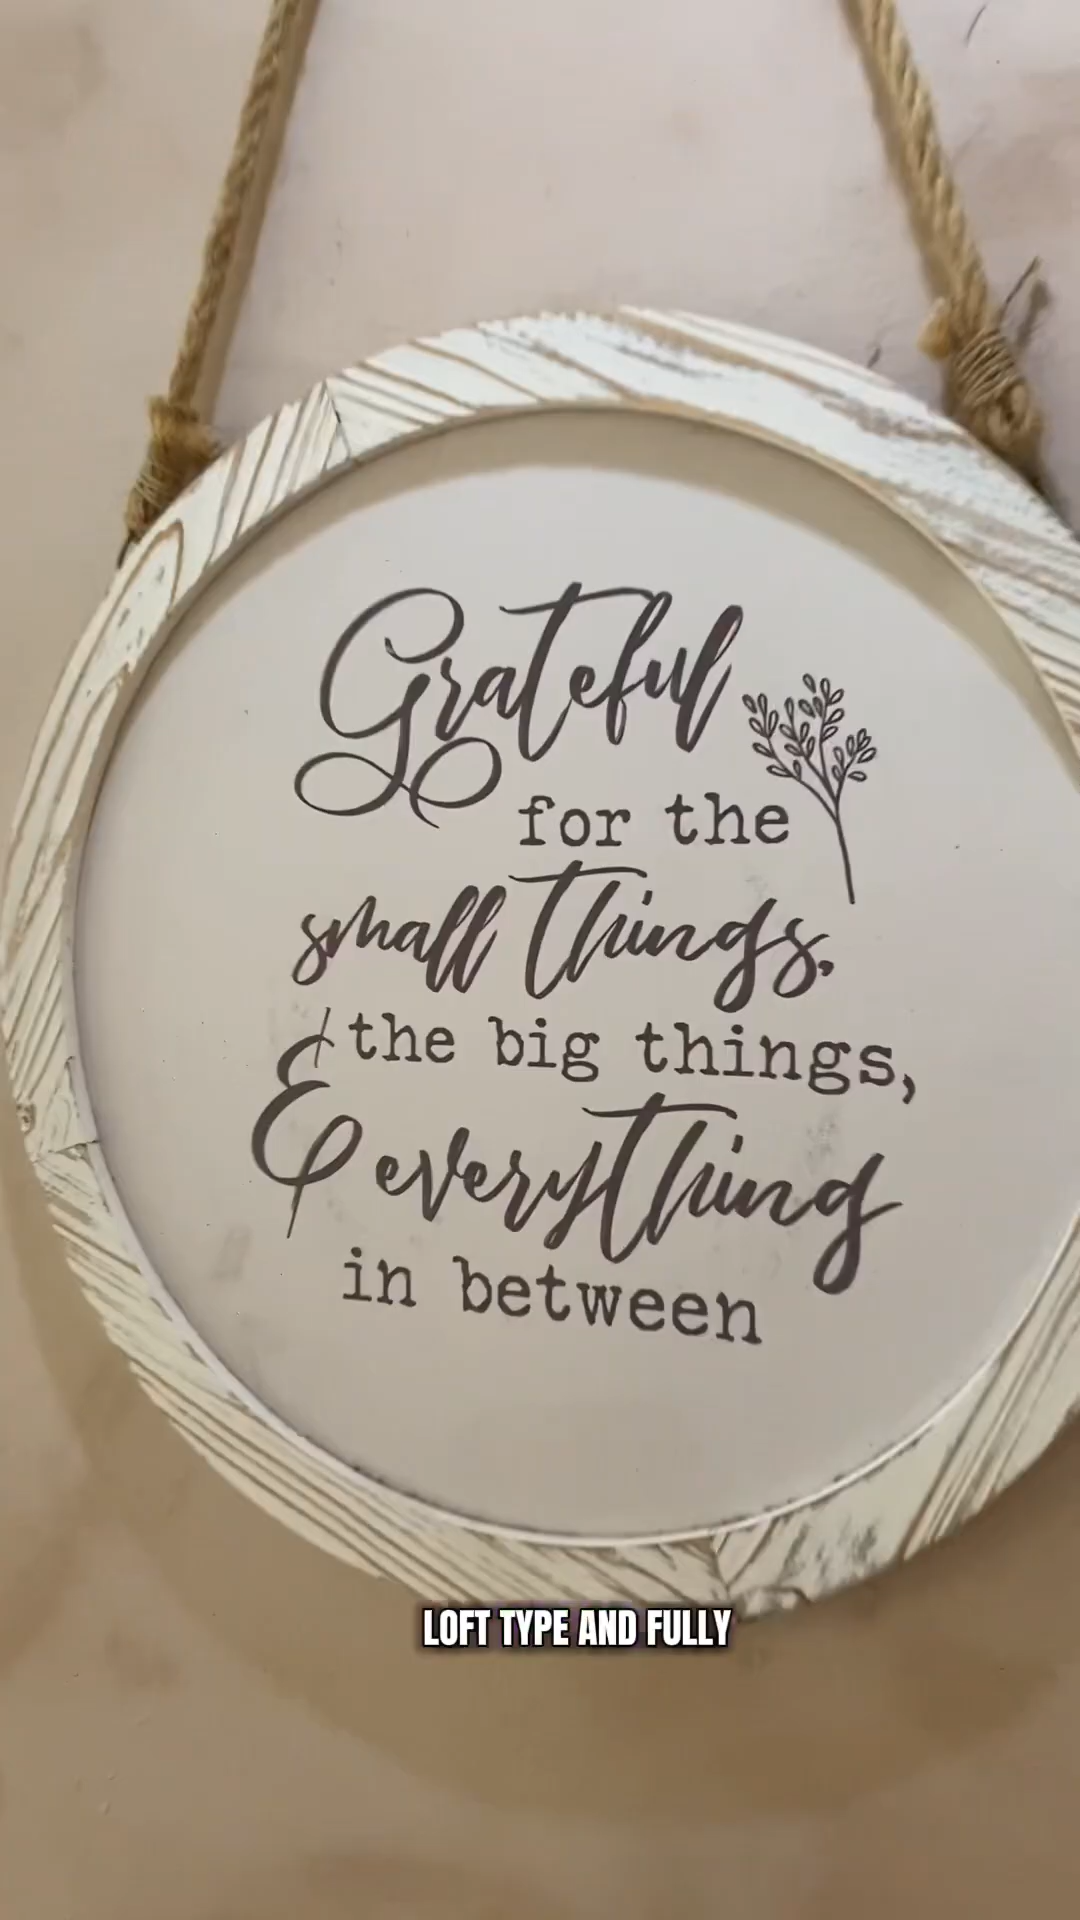 Grateful
for the
small things,
the big things,
& everything
in between
LOFT TYPE AND FULLY